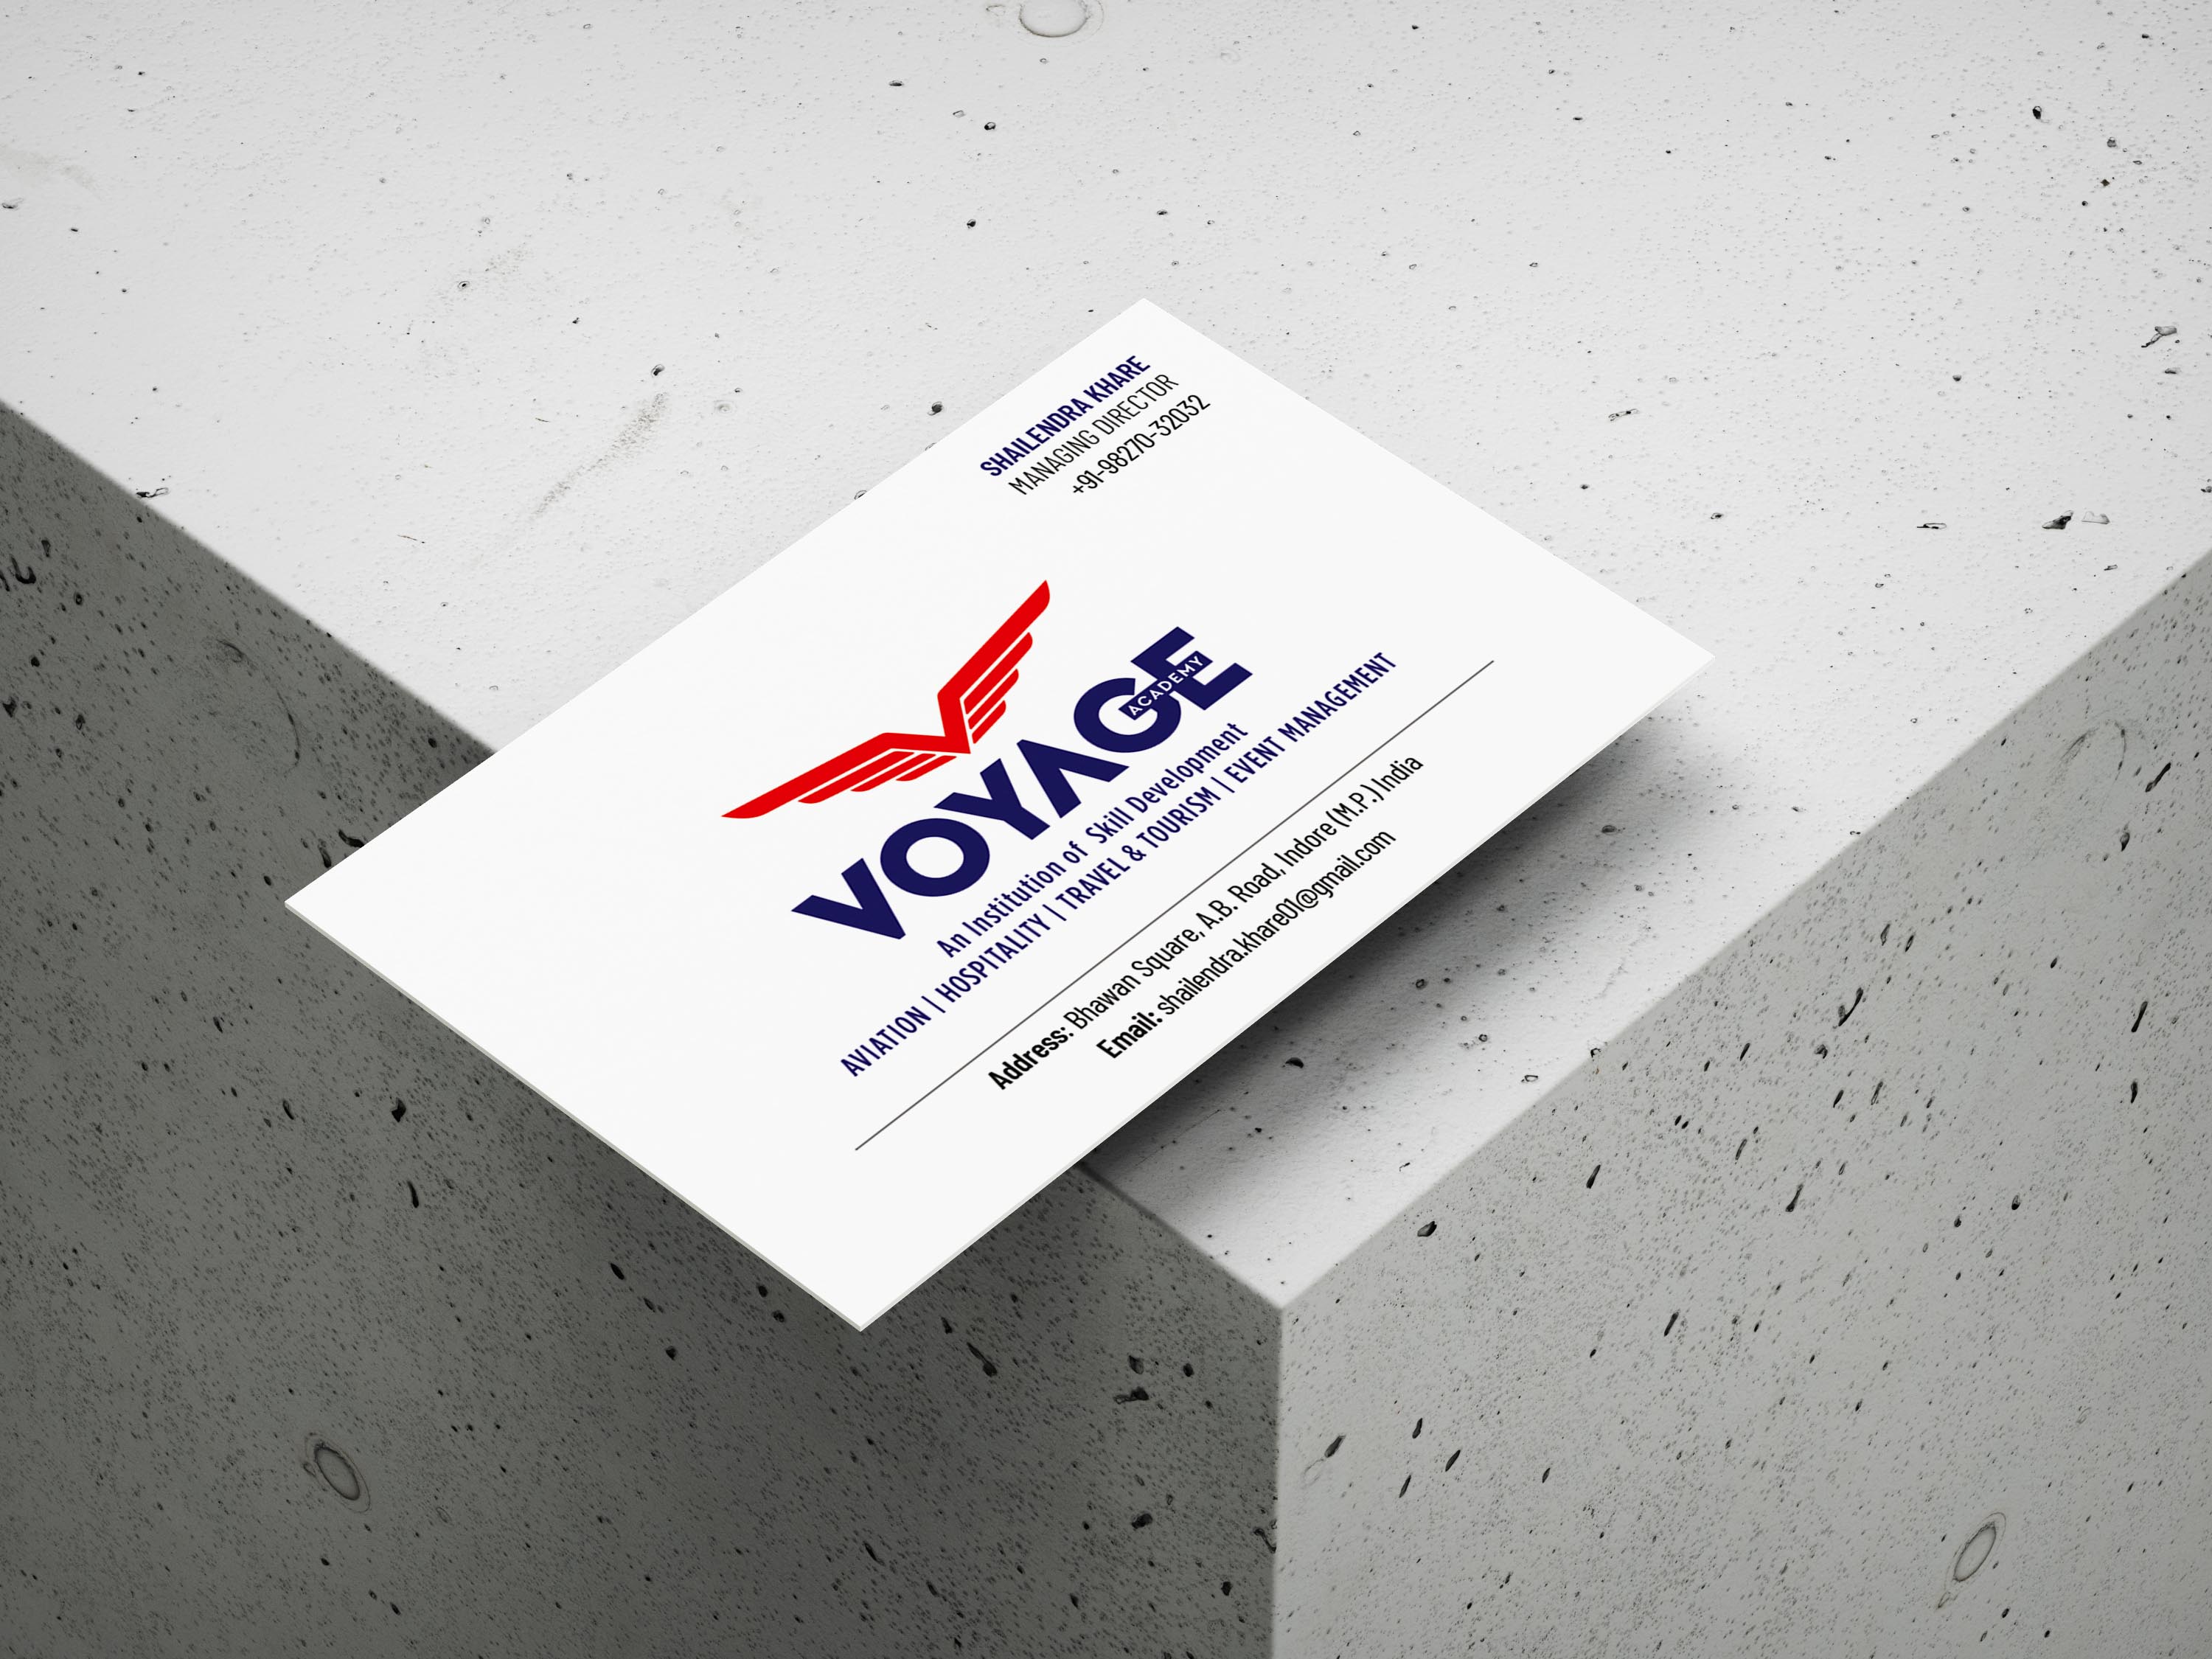 SHAILENDRA KHARE
MANAGING DIRECTOR
+91-98270-32032
VOYAGE
ACADEMY
An Institution of Skill Development
AVIATION | HOSPITALITY | TRAVEL & TOURISM | EVENT MANAGEMENT
Address: Bhawan Square, A.B. Road, Indore (M.P.) India
Email: shailendra.khare01@gmail.com